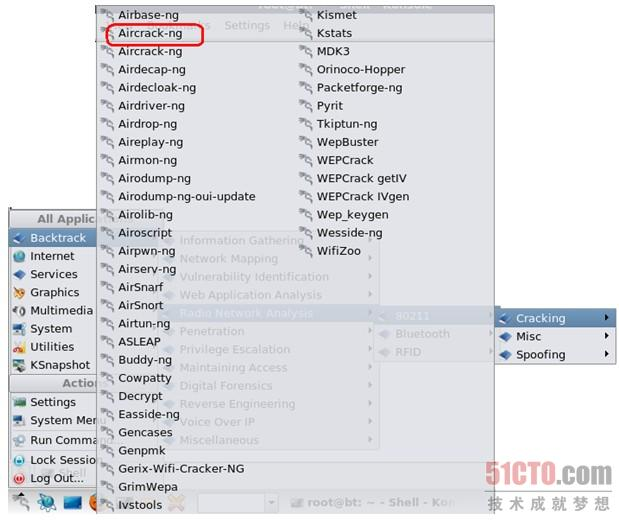 root@bt: ~ - Shell - Konsole
Bookmarks Settings Help
Airbase-ng
Aircrack-ng
Aircrack-ng
Airdecap-ng
Airdecloak-ng
Airdriver-ng
Airdrop-ng
Aireplay-ng
Airmon-ng
Airodump-ng
Airodump-ng-oui-update
Airolib-ng
Airoscript
Airpwn-ng
Airserv-ng
AirSnarf
AirSnort
Airtun-ng
ASLEAP
Buddy-ng
Cowpatty
Decrypt
Easside-ng
Gencases
Genpmk
Gerix-Wifi-Cracker-NG
GrimWepa
Ivstools
Kismet
Kstats
MDK3
Orinoco-Hopper
Packetforge-ng
Pyrit
Tkiptun-ng
WepBuster
WEPCrack
WEPCrack getIV
WEPCrack IVgen
Wep_keygen
Wesside-ng
WifiZoo
All Applications
Backtrack
Internet
Services
Graphics
Multimedia
System
Utilities
KSnapshot
Actions
Settings
System Menu
Run Comman...
Lock Session
Log Out...
Information Gathering
Network Mapping
Vulnerability Identification
Web Application Analysis
Radio Network Analysis
Penetration
Privilege Escalation
Maintaining Access
Digital Forensics
Reverse Engineering
Voice Over IP
Miscellaneous
80211
Bluetooth
RFID
Cracking
Misc
Spoofing
Shell
root@bt: ~ - Shell - Kon
51CTO.com
技术成就梦想